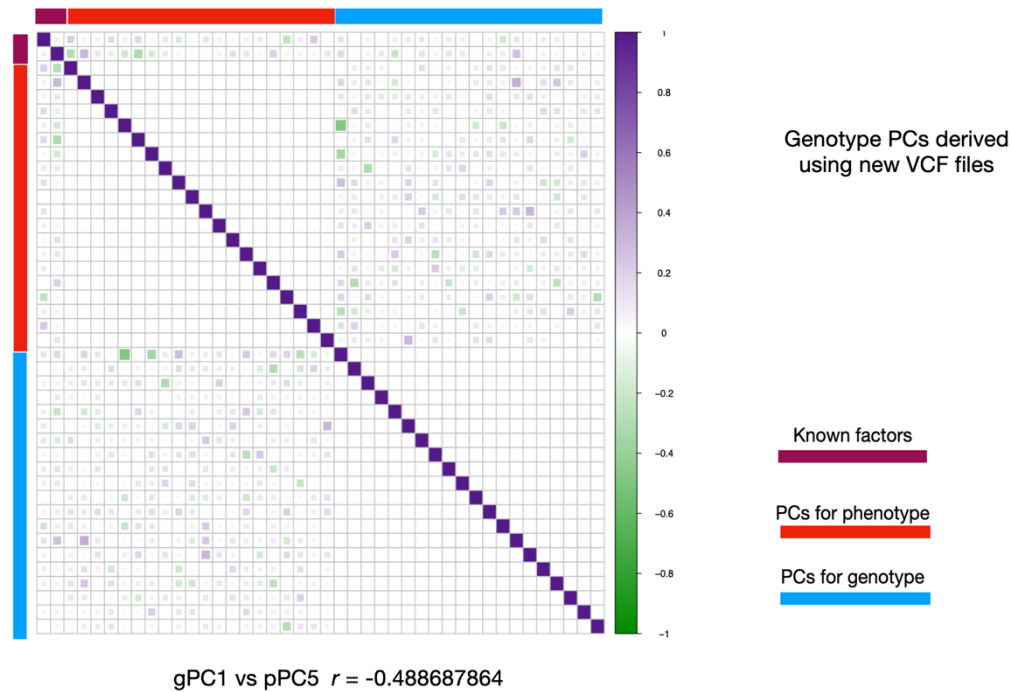 1
0.8
0.6
0.4
0.2
0
−0.2
−0.4
−0.6
−0.8
−1
Genotype PCs derived
using new VCF files
Known factors
PCs for phenotype
PCs for genotype
gPC1 vs pPC5 r = -0.488687864